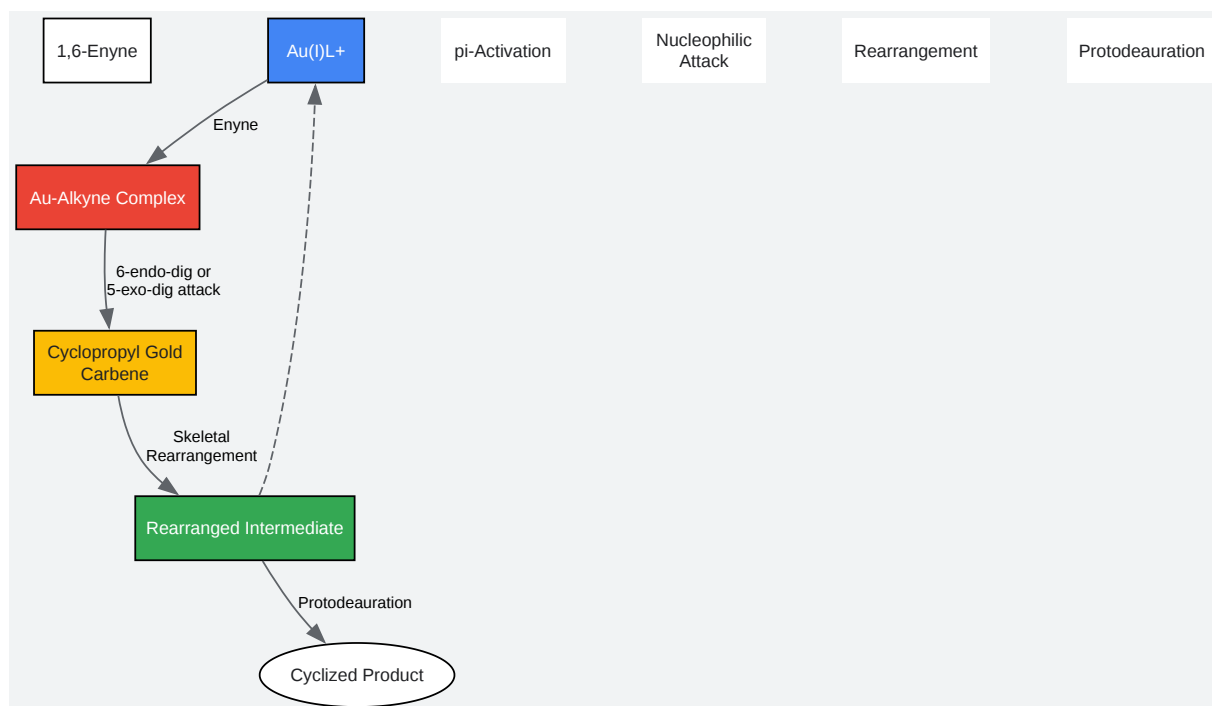 1,6-Enyne
Au(I)L+
pi-Activation
Nucleophilic
Attack
Rearrangement
Protodeauration
Enyne
Au-Alkyne Complex
6-endo-dig or
5-exo-dig attack
Cyclopropyl Gold
Carbene
Skeletal
Rearrangement
Rearranged Intermediate
Protodeauration
Cyclized Product